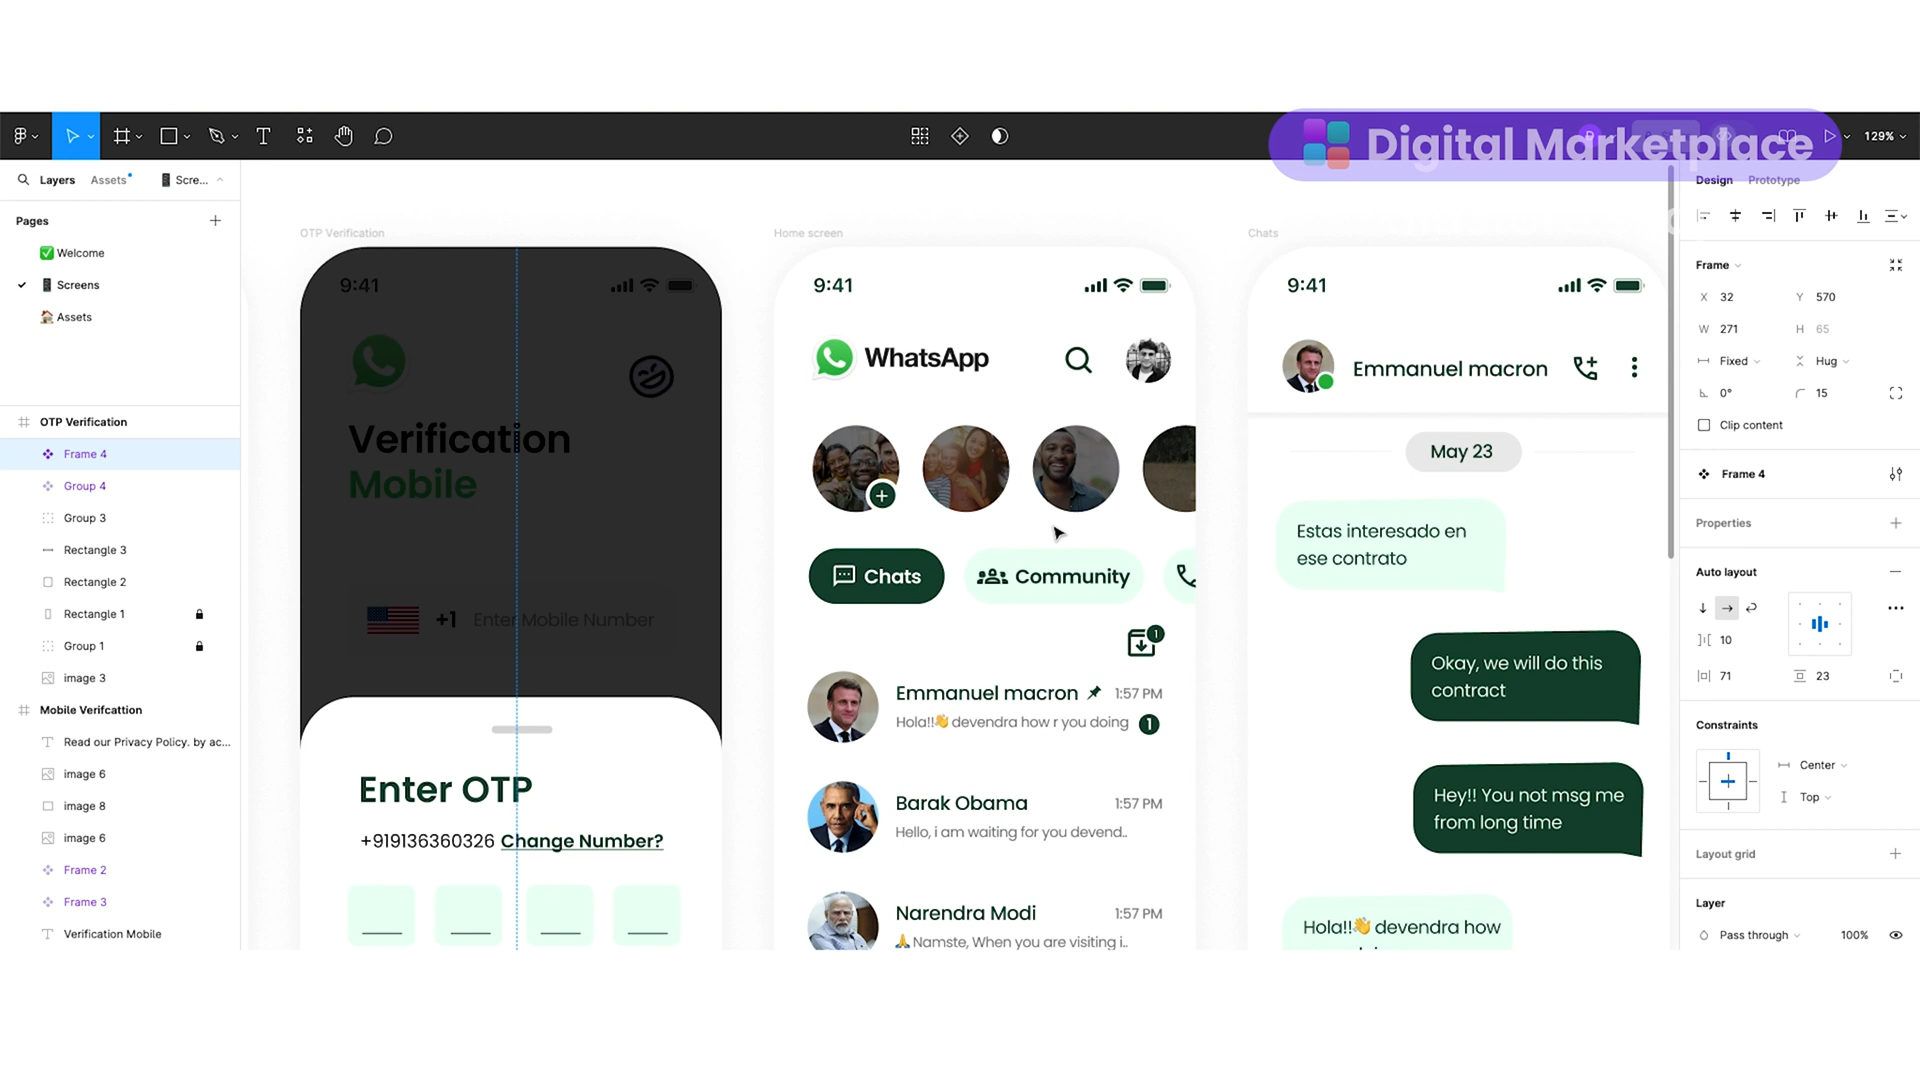 Digital Marketplace
129%
Layers
Assets
Scre...
Design
Prototype
Pages
Welcome
Screens
Assets
OTP Verification
Frame 4
Group 4
Group 3
Rectangle 3
Rectangle 2
Rectangle 1
Group 1
image 3
Mobile Verifcattion
Read our Privacy Policy. by ac...
image 6
image 8
image 6
Frame 2
Frame 3
Verification Mobile
OTP Verification
9:41
Verification
Mobile
+1 Enter Mobile Number
Enter OTP
+919136360326 Change Number?
Home screen
9:41
WhatsApp
Chats
Community
1
Emmanuel macron 1:57 PM
Hola!!👋 devendra how r you doing 1
Barak Obama 1:57 PM
Hello, i am waiting for you devend..
Narendra Modi 1:57 PM
🙏Namste, When you are visiting i..
Chats
9:41
Emmanuel macron
May 23
Estas interesado en
ese contrato
Okay, we will do this
contract
Hey!! You not msg me
from long time
Hola!!👋 devendra how
Frame
X 32 Y 570
W 271 H 65
Fixed Hug
0° 15
Clip content
Frame 4
Properties
Auto layout
10
71 23
Constraints
Center
Top
Layout grid
Layer
Pass through 100%